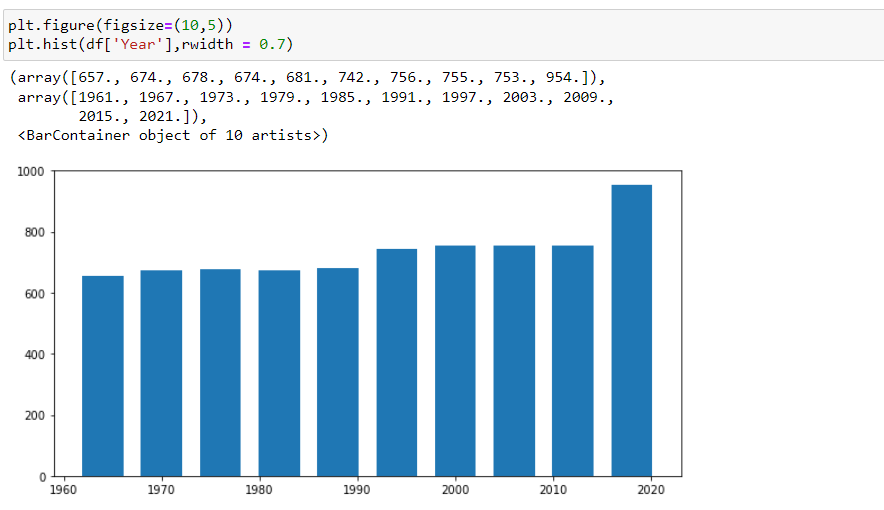 plt.figure(figsize=(10,5))
plt.hist(df['Year'],rwidth = 0.7)
(array([657., 674., 678., 674., 681., 742., 756., 755., 753., 954.]),
array([1961., 1967., 1973., 1979., 1985., 1991., 1997., 2003., 2009.,
2015., 2021.]),
<BarContainer object of 10 artists>)
1000
800
600
400
200
0
1960 1970 1980 1990 2000 2010 2020